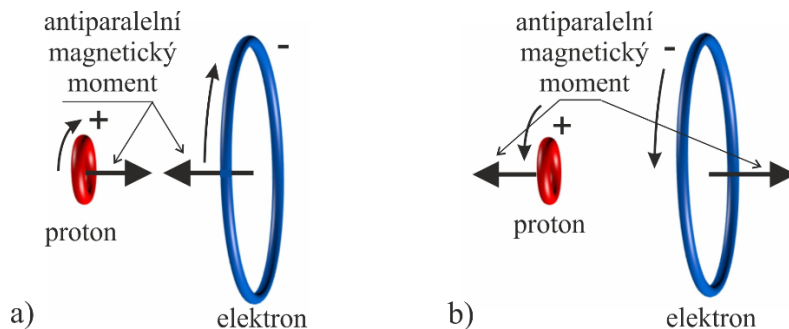 antiparalelní
magnetický
moment
-
+
proton
elektron
a)
antiparalelní
magnetický
moment
-
+
proton
elektron
b)